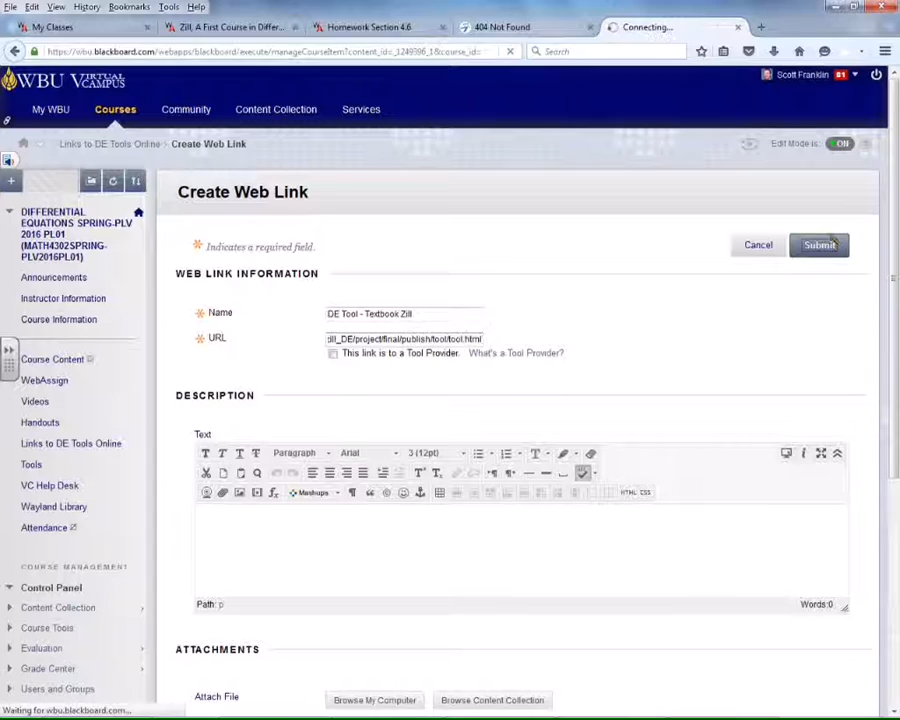 File Edit View History Bookmarks Tools Help
My Classes
Zill, A First Course in Differ...
Homework Section 4.6
404 Not Found
Connecting...
https://wbu.blackboard.com/webapps/blackboard/execute/manageCourseItem?content_id=_1249396_1&course_id=
Search
WBU VIRTUAL CAMPUS
Scott Franklin 81
My WBU Courses Community Content Collection Services
Links to DE Tools Online Create Web Link
Edit Mode is: ON
DIFFERENTIAL EQUATIONS SPRING-PLV
2016 PL01
(MATH4302SPRING-
PLV2016PL01)
Announcements
Instructor Information
Course Information
Course Content
WebAssign
Videos
Handouts
Links to DE Tools Online
Tools
VC Help Desk
Wayland Library
Attendance
COURSE MANAGEMENT
Control Panel
Content Collection
Course Tools
Evaluation
Grade Center
Users and Groups
Create Web Link
Indicates a required field.
Cancel Submit
WEB LINK INFORMATION
Name DE Tool - Textbook Zill
URL zill_DE/project/final/publish/tool/tool.html
This link is to a Tool Provider. What's a Tool Provider?
DESCRIPTION
Text
T T T T Paragraph Arial 3 (12pt)
Mashups HTML CSS
Path: p Words:0
ATTACHMENTS
Attach File Browse My Computer Browse Content Collection
Waiting for wbu.blackboard.com...